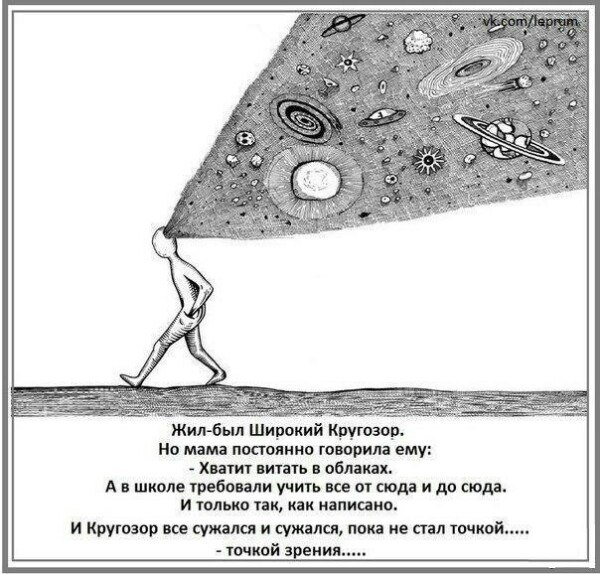 vk.com/leprum
Жил-был Широкий Кругозор.
Но мама постоянно говорила ему:
- Хватит витать в облаках.
А в школе требовали учить все от сюда и до сюда.
И только так, как написано.
И Кругозор все сужался и сужался, пока не стал точкой.....
- точкой зрения.....